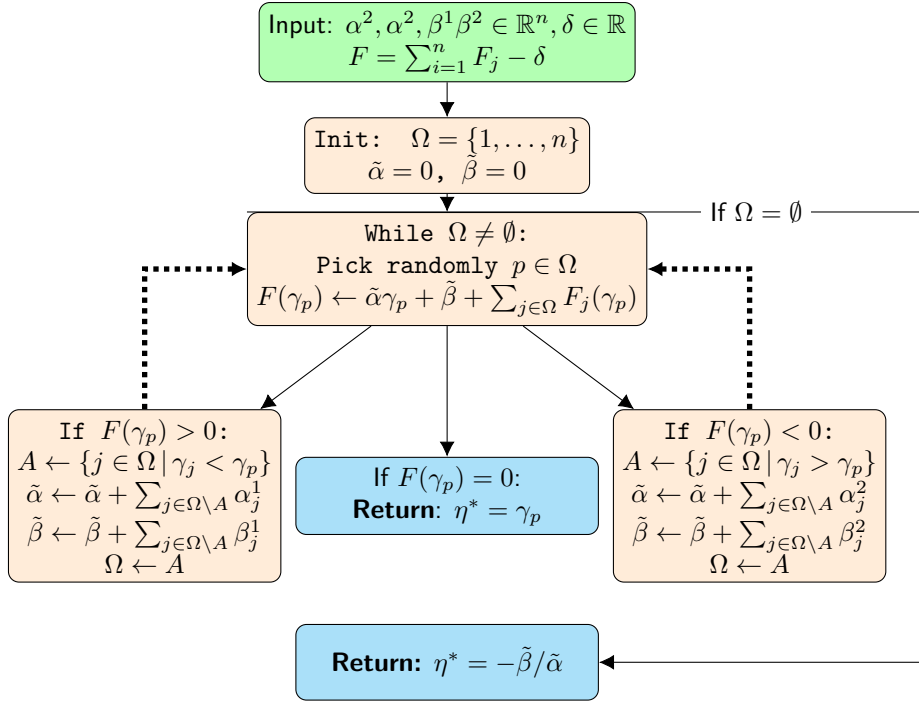 Input: α², α², β¹β² ∈ ℝⁿ, δ ∈ ℝ
F = ∑ⁿᵢ₌₁ Fⱼ − δ
Init: Ω = {1, . . . , n}
α̃ = 0, β̃ = 0
If Ω = ∅
While Ω ≠ ∅:
Pick randomly p ∈ Ω
F(γₚ) ← α̃γₚ + β̃ + ∑_{j∈Ω} Fⱼ(γₚ)
If F(γₚ) > 0:
A ← {j ∈ Ω | γⱼ < γₚ}
α̃ ← α̃ + ∑_{j∈Ω\A} α¹ⱼ
β̃ ← β̃ + ∑_{j∈Ω\A} β¹ⱼ
Ω ← A
If F(γₚ) = 0:
Return: η* = γₚ
If F(γₚ) < 0:
A ← {j ∈ Ω | γⱼ > γₚ}
α̃ ← α̃ + ∑_{j∈Ω\A} α²ⱼ
β̃ ← β̃ + ∑_{j∈Ω\A} β²ⱼ
Ω ← A
Return: η* = −β̃/α̃